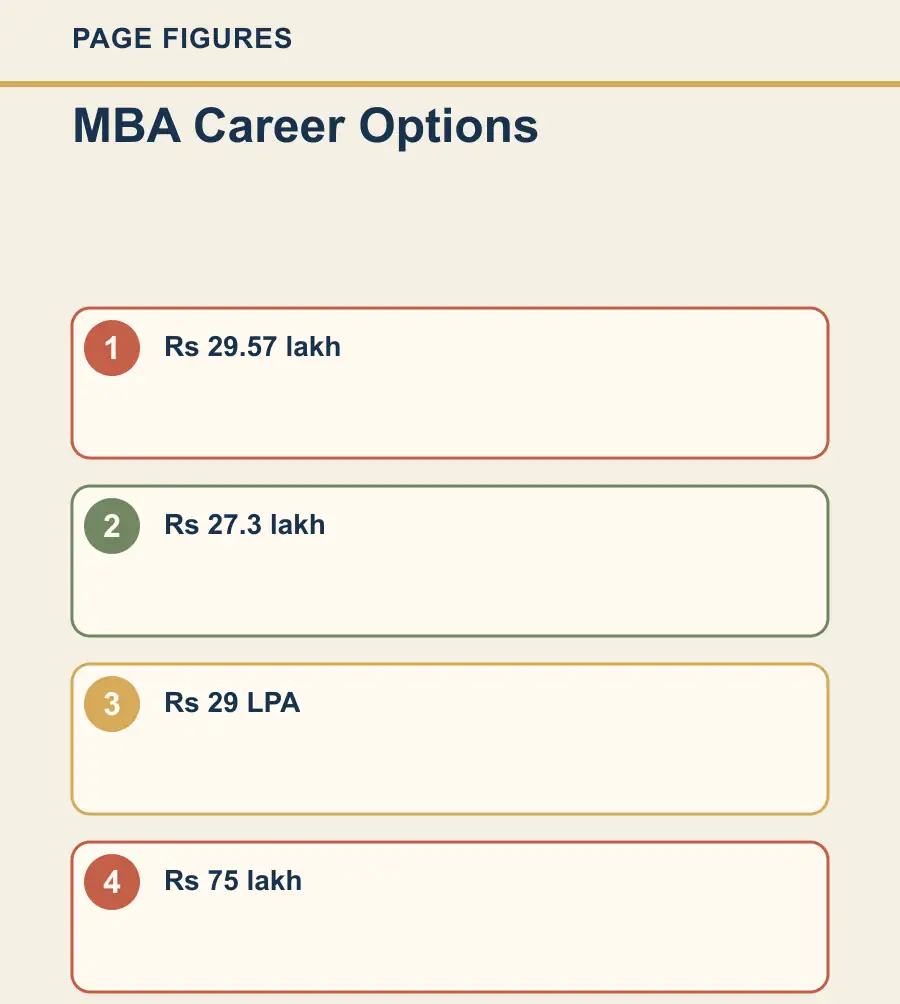 PAGE FIGURES
MBA Career Options
1 Rs 29.57 lakh
2 Rs 27.3 lakh
3 Rs 29 LPA
4 Rs 75 lakh